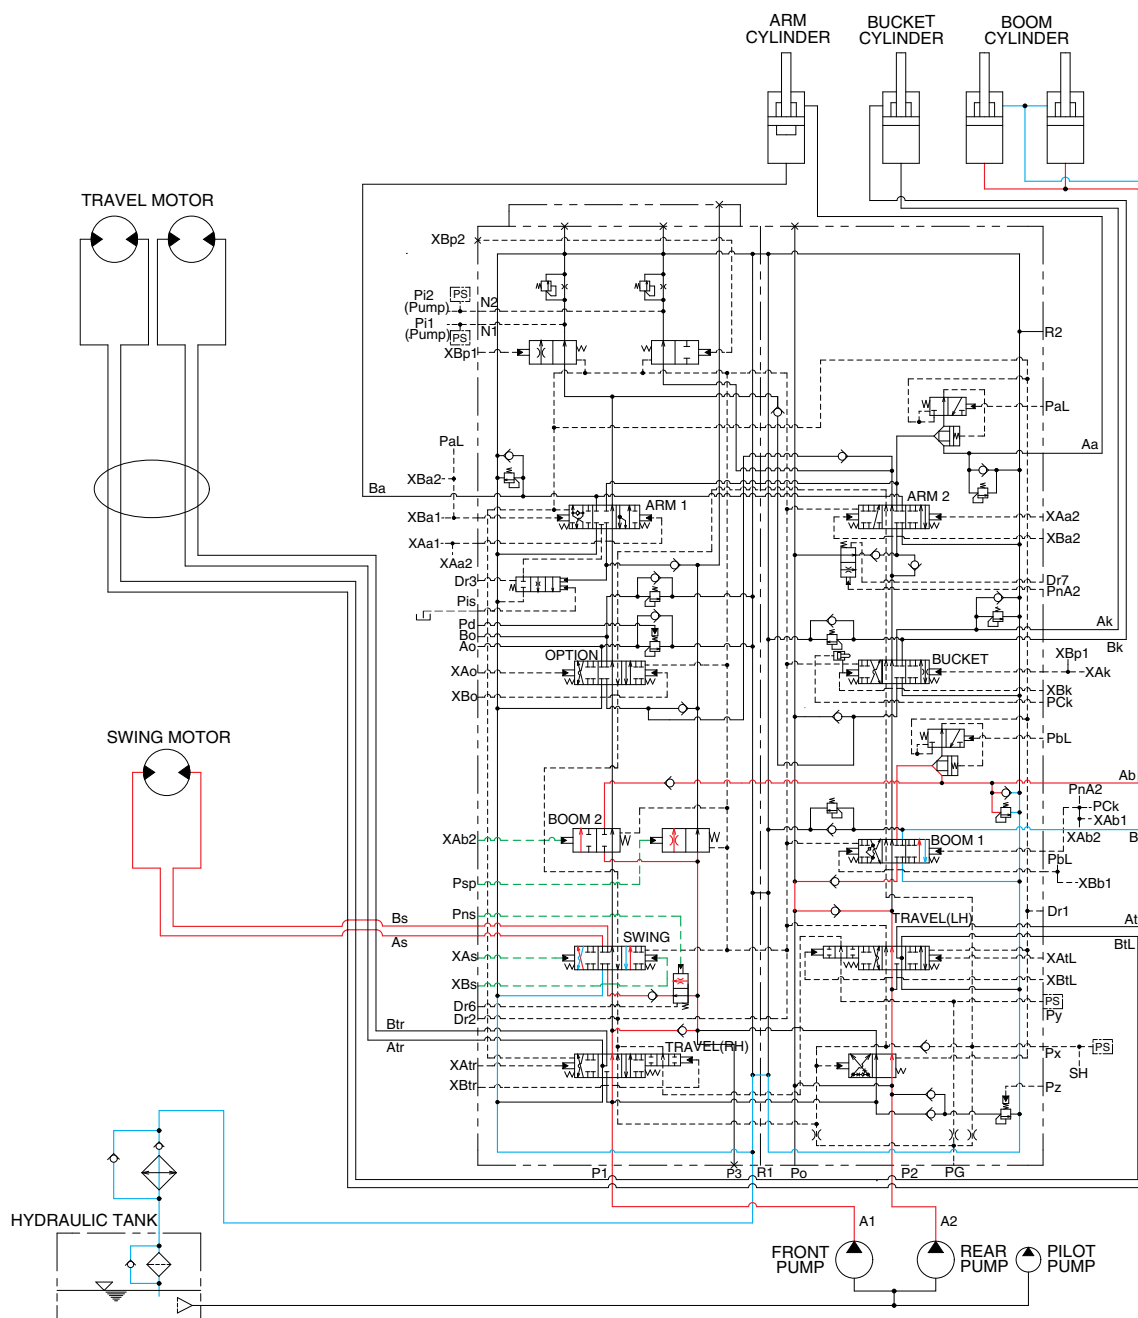 ARM
CYLINDER
BUCKET
CYLINDER
BOOM
CYLINDER
TRAVEL MOTOR
XBp2
Pi2
(Pump)
PS
N2
Pi1
(Pump)
PS
N1
XBp1
R2
PaL
Aa
PaL
XBa2
Ba
ARM 1
ARM 2
XBa1
XAa1
XAa2
XAa2
XBa2
Dr3
Pis
Dr7
PnA2
Pd
Bo
Ao
Ak
Bk
OPTION
BUCKET
XBp1
XAo
XBo
XAk
XBk
PCk
SWING MOTOR
PbL
Ab
PnA2
PCk
XAb1
XAb2
B
BOOM 2
BOOM 1
XAb2
Psp
PbL
XBb1
Pns
Bs
As
SWING
TRAVEL(LH)
Dr1
At
BtL
XAs
XBs
XAtL
XBtL
Dr6
Dr2
PS
Py
Btr
Atr
TRAVEL(RH)
XAtr
XBtr
Px
PS
SH
Pz
P1
P3
R1
Po
P2
PG
HYDRAULIC TANK
A1
A2
FRONT
PUMP
REAR
PUMP
PILOT
PUMP